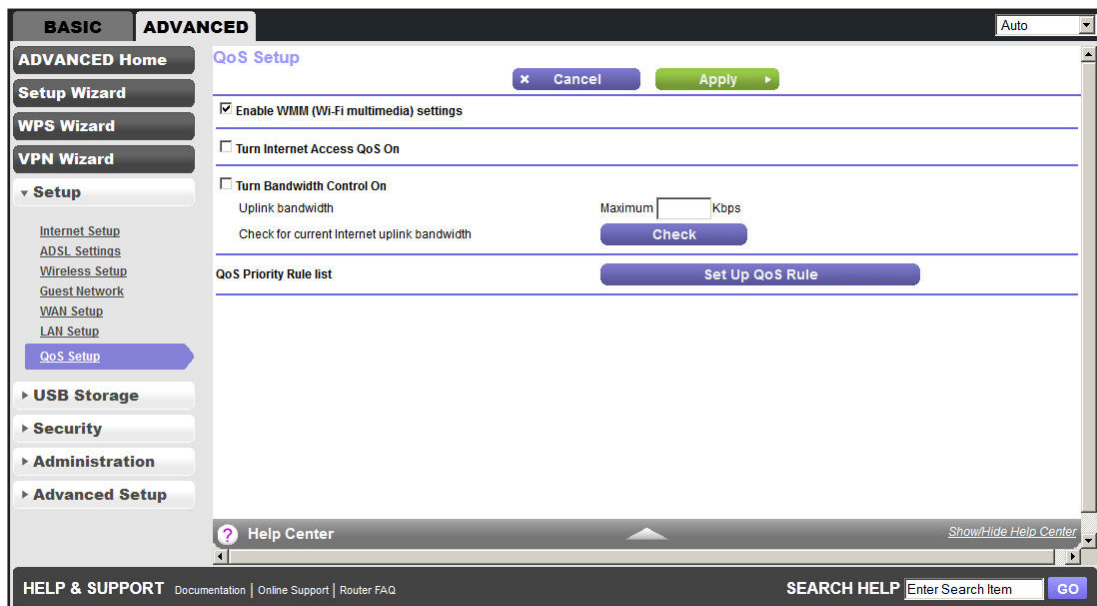 BASIC
ADVANCED
Auto
ADVANCED Home
Setup Wizard
WPS Wizard
VPN Wizard
Setup
Internet Setup
ADSL Settings
Wireless Setup
Guest Network
WAN Setup
LAN Setup
QoS Setup
USB Storage
Security
Administration
Advanced Setup
QoS Setup
× Cancel
Apply
Enable WMM (Wi-Fi multimedia) settings
Turn Internet Access QoS On
Turn Bandwidth Control On
Uplink bandwidth Maximum Kbps
Check for current Internet uplink bandwidth Check
QoS Priority Rule list Set Up QoS Rule
? Help Center Show/Hide Help Center
HELP & SUPPORT Documentation | Online Support | Router FAQ SEARCH HELP Enter Search Item GO